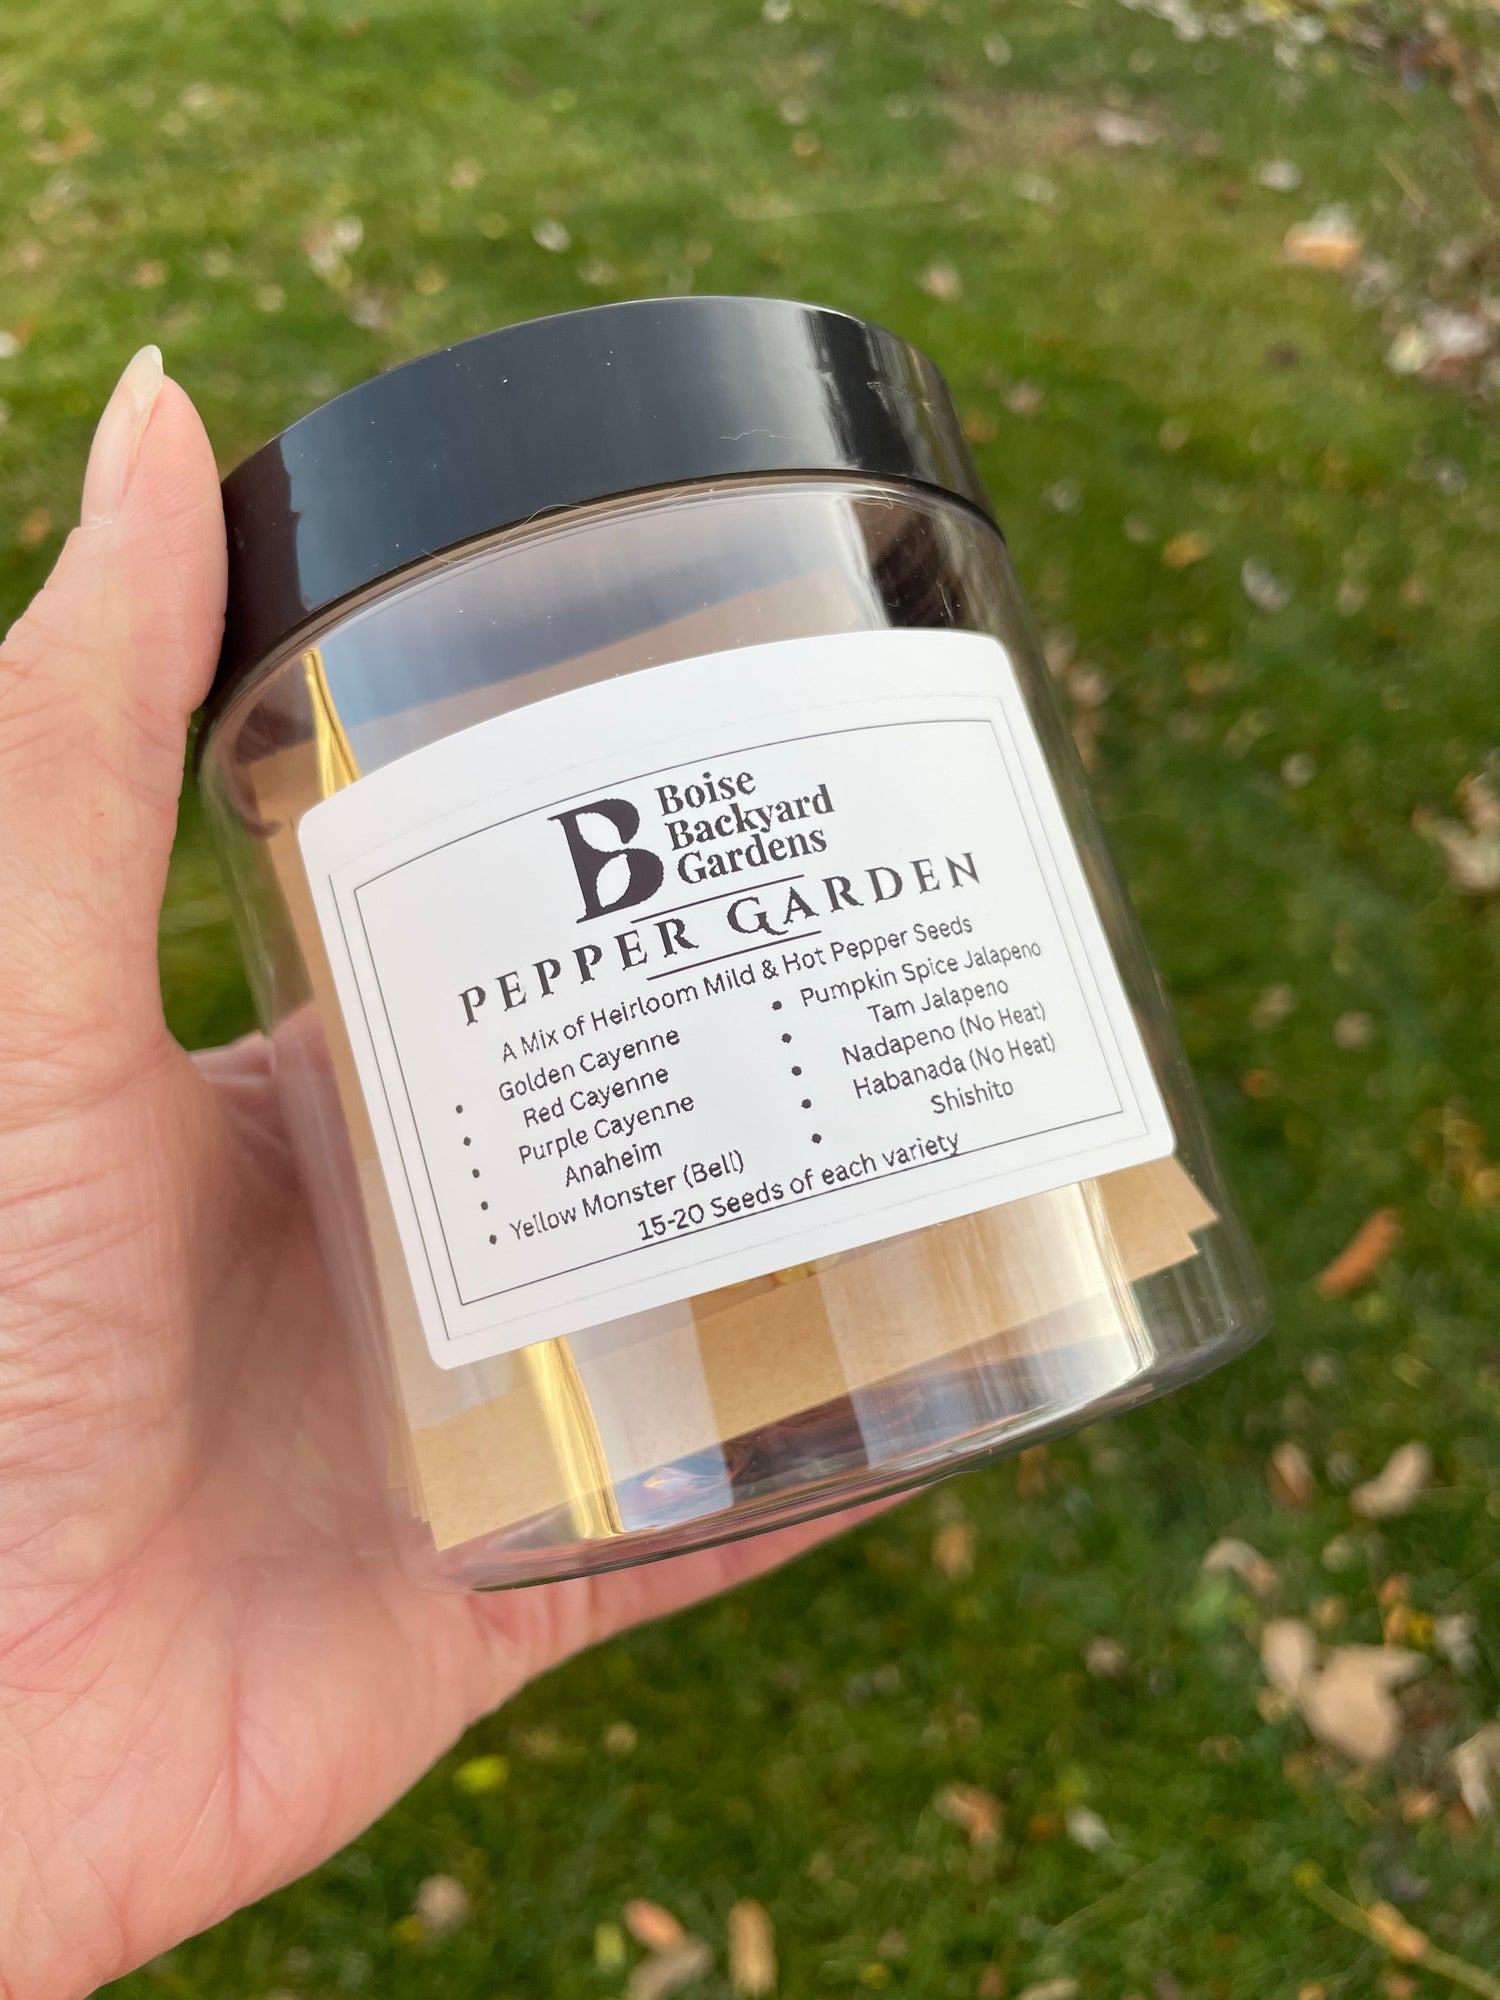 Boise
Backyard
Gardens
PEPPER GARDEN
A Mix of Heirloom Mild & Hot Pepper Seeds
• Golden Cayenne
• Red Cayenne
• Purple Cayenne
• Anaheim
• Yellow Monster (Bell)
• Pumpkin Spice Jalapeno
• Tam Jalapeno
• Nadapeno (No Heat)
• Habanada (No Heat)
• Shishito
15-20 Seeds of each variety